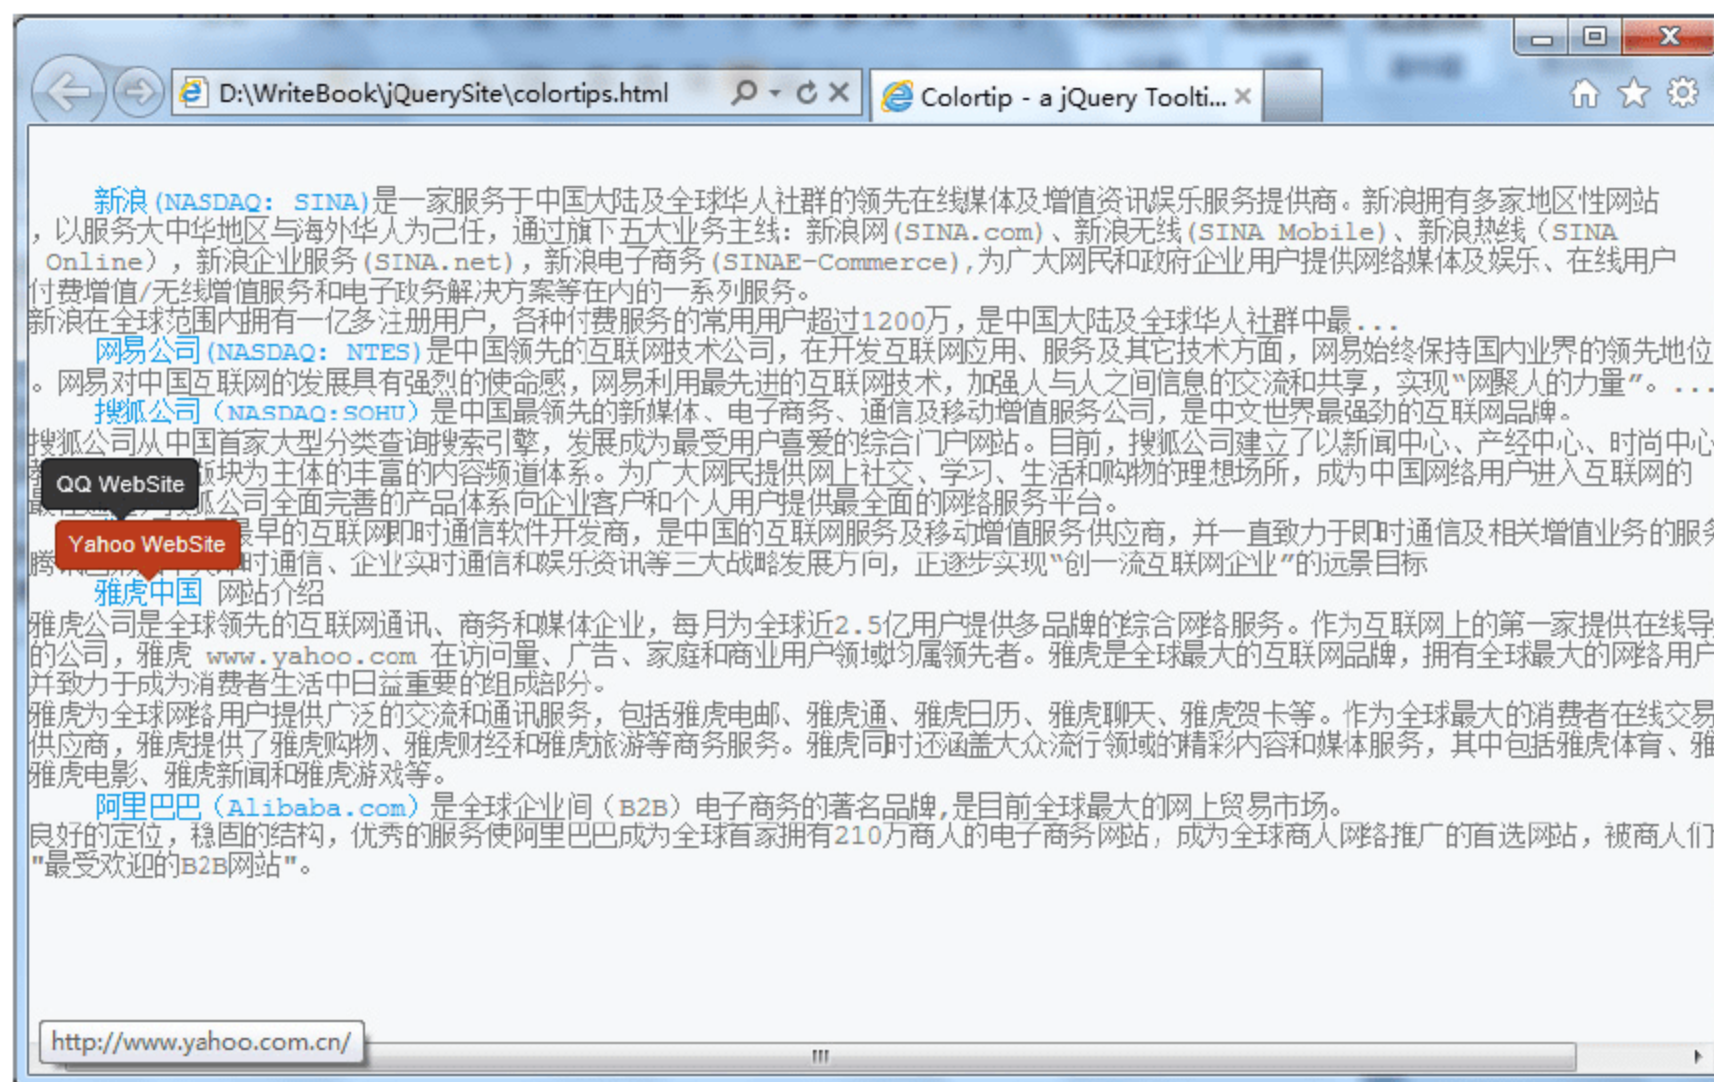 D:\WriteBook\jQuerySite\colortips.html
Colortip - a jQuery Toolti...
新浪(NASDAQ: SINA)是一家服务于中国大陆及全球华人社群的领先在线媒体及增值资讯娱乐服务提供商。新浪拥有多家地区性网站
，以服务大中华地区与海外华人为己任，通过旗下五大业务主线：新浪网(SINA.com)、新浪无线(SINA Mobile)、新浪热线（SINA
Online），新浪企业服务(SINA.net)，新浪电子商务(SINAE-Commerce),为广大网民和政府企业用户提供网络媒体及娱乐、在线用户
付费增值/无线增值服务和电子政务解决方案等在内的一系列服务。
新浪在全球范围内拥有一亿多注册用户，各种付费服务的常用用户超过1200万，是中国大陆及全球华人社群中最...
网易公司(NASDAQ: NTES)是中国领先的互联网技术公司，在开发互联网应用、服务及其它技术方面，网易始终保持国内业界的领先地位
。网易对中国互联网的发展具有强烈的使命感，网易利用最先进的互联网技术，加强人与人之间信息的交流和共享，实现“网聚人的力量”。...
搜狐公司（NASDAQ:SOHU）是中国最领先的新媒体、电子商务、通信及移动增值服务公司，是中文世界最强劲的互联网品牌。
搜狐公司从中国首家大型分类查询搜索引擎，发展成为最受用户喜爱的综合门户网站。目前，搜狐公司建立了以新闻中心、产经中心、时尚中心
块为主体的丰富的内容频道体系。为广大网民提供网上社交、学习、生活和购物的理想场所，成为中国网络用户进入互联网的
QQ WebSite
公司全面完善的产品体系向企业客户和个人用户提供最全面的网络服务平台。
最早的互联网即时通信软件开发商，是中国的互联网服务及移动增值服务供应商，并一直致力于即时通信及相关增值业务的服务
Yahoo WebSite
时通信、企业实时通信和娱乐资讯等三大战略发展方向，正逐步实现“创一流互联网企业”的远景目标
雅虎中国 网站介绍
雅虎公司是全球领先的互联网通讯、商务和媒体企业，每月为全球近2.5亿用户提供多品牌的综合网络服务。作为互联网上的第一家提供在线导
的公司，雅虎 www.yahoo.com 在访问量、广告、家庭和商业用户领域均属领先者。雅虎是全球最大的互联网品牌，拥有全球最大的网络用户
并致力于成为消费者生活中日益重要的组成部分。
雅虎为全球网络用户提供广泛的交流和通讯服务，包括雅虎电邮、雅虎通、雅虎日历、雅虎聊天、雅虎贺卡等。作为全球最大的消费者在线交易
供应商，雅虎提供了雅虎购物、雅虎财经和雅虎旅游等商务服务。雅虎同时还涵盖大众流行领域的精彩内容和媒体服务，其中包括雅虎体育、雅
雅虎电影、雅虎新闻和雅虎游戏等。
阿里巴巴（Alibaba.com）是全球企业间（B2B）电子商务的著名品牌,是目前全球最大的网上贸易市场。
良好的定位，稳固的结构，优秀的服务使阿里巴巴成为全球首家拥有210万商人的电子商务网站，成为全球商人网络推广的首选网站，被商人们
"最受欢迎的B2B网站"。
http://www.yahoo.com.cn/